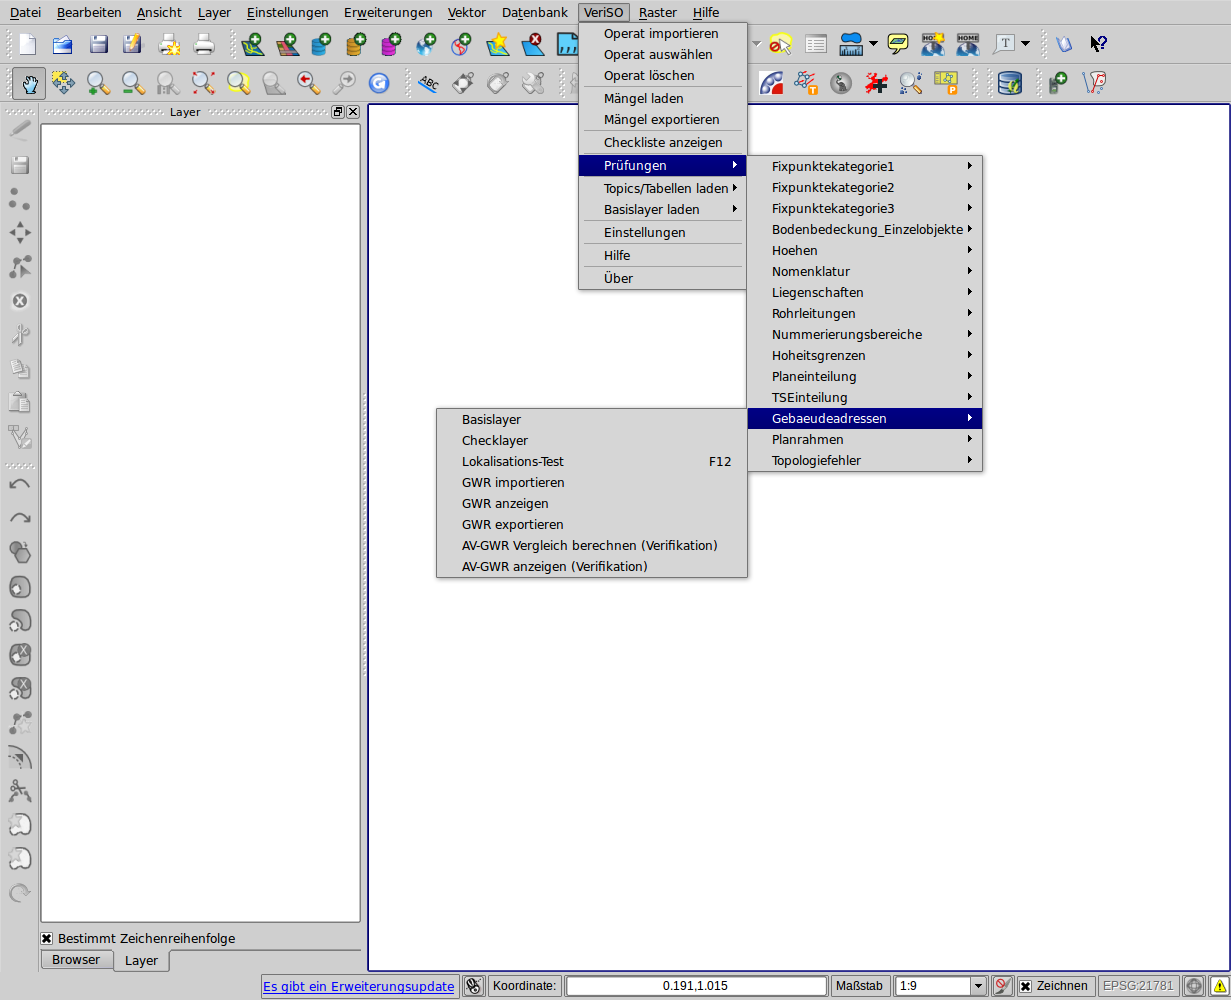 Datei Bearbeiten Ansicht Layer Einstellungen Erweiterungen Vektor Datenbank VeriSO Raster Hilfe
Operat importieren
Operat auswählen
Operat löschen
Mängel laden
Mängel exportieren
Checkliste anzeigen
Prüfungen
Topics/Tabellen laden
Basislayer laden
Einstellungen
Hilfe
Über
Fixpunktekategorie1
Fixpunktekategorie2
Fixpunktekategorie3
Bodenbedeckung_Einzelobjekte
Hoehen
Nomenklatur
Liegenschaften
Rohrleitungen
Nummerierungsbereiche
Hoheitsgrenzen
Planeinteilung
TSEinteilung
Gebaeudeadressen
Planrahmen
Topologiefehler
Basislayer
Checklayer
Lokalisations-Test F12
GWR importieren
GWR anzeigen
GWR exportieren
AV-GWR Vergleich berechnen (Verifikation)
AV-GWR anzeigen (Verifikation)
HOME
T
ABC
T
P
Layer
Bestimmt Zeichenreihenfolge
Browser Layer
Es gibt ein Erweiterungsupdate Koordinate: 0.191,1.015 Maßstab 1:9 Zeichnen EPSG:21781